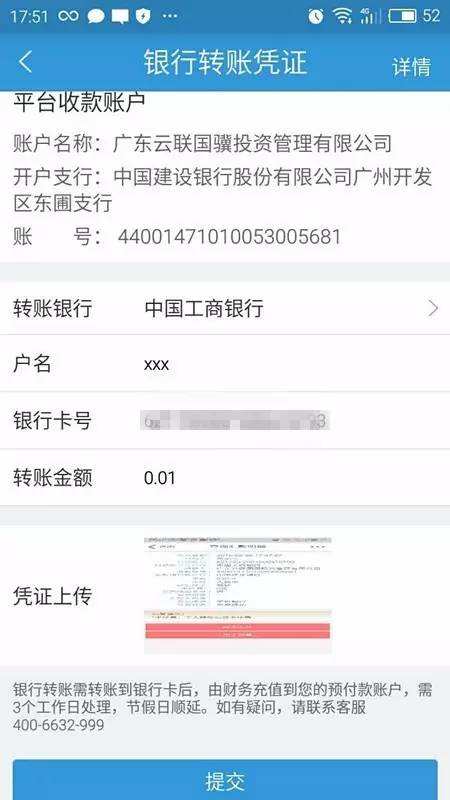 17:51
4G
52
银行转账凭证
详情
平台收款账户
账户名称：广东云联国骥投资管理有限公司
开户支行：中国建设银行股份有限公司广州开发
区东圃支行
账 号： 44001471010053005681
转账银行 中国工商银行
户名 xxx
银行卡号
转账金额 0.01
凭证上传
银行转账需转账到银行卡后，由财务充值到您的预付款账户，需
3个工作日处理，节假日顺延。如有疑问，请联系客服
400-6632-999
提交